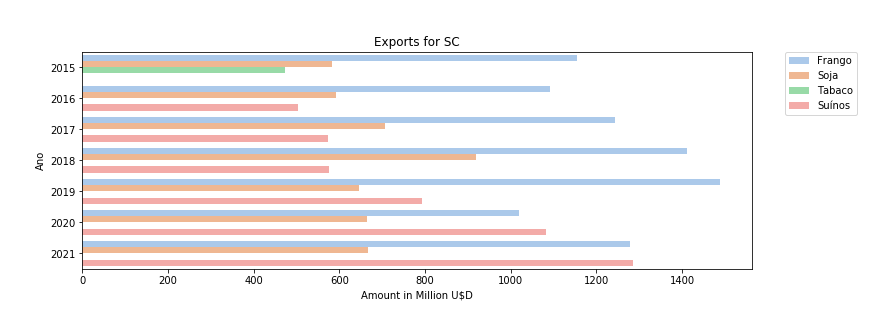 Exports for SC
Frango
Soja
Tabaco
Suínos
Ano
2015
2016
2017
2018
2019
2020
2021
0 200 400 600 800 1000 1200 1400
Amount in Million U$D